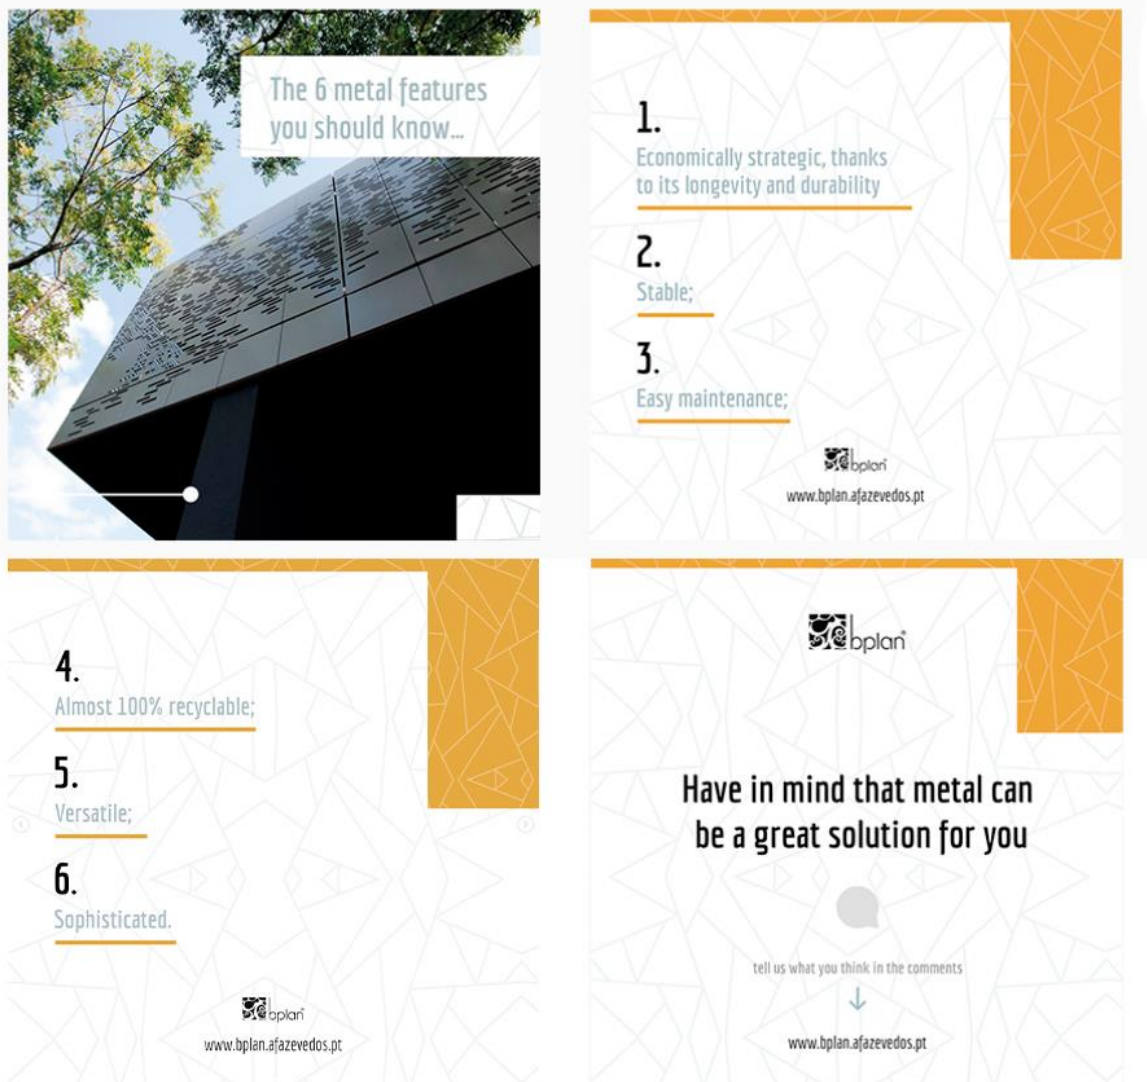 The 6 metal features
you should know...
1.
Economically strategic, thanks
to its longevity and durability
2.
Stable;
3.
Easy maintenance;
bplan®
www.bplan.afazevedos.pt
4.
Almost 100% recyclable;
5.
Versatile;
6.
Sophisticated.
bplan®
www.bplan.afazevedos.pt
bplan®
Have in mind that metal can
be a great solution for you
tell us what you think in the comments
www.bplan.afazevedos.pt